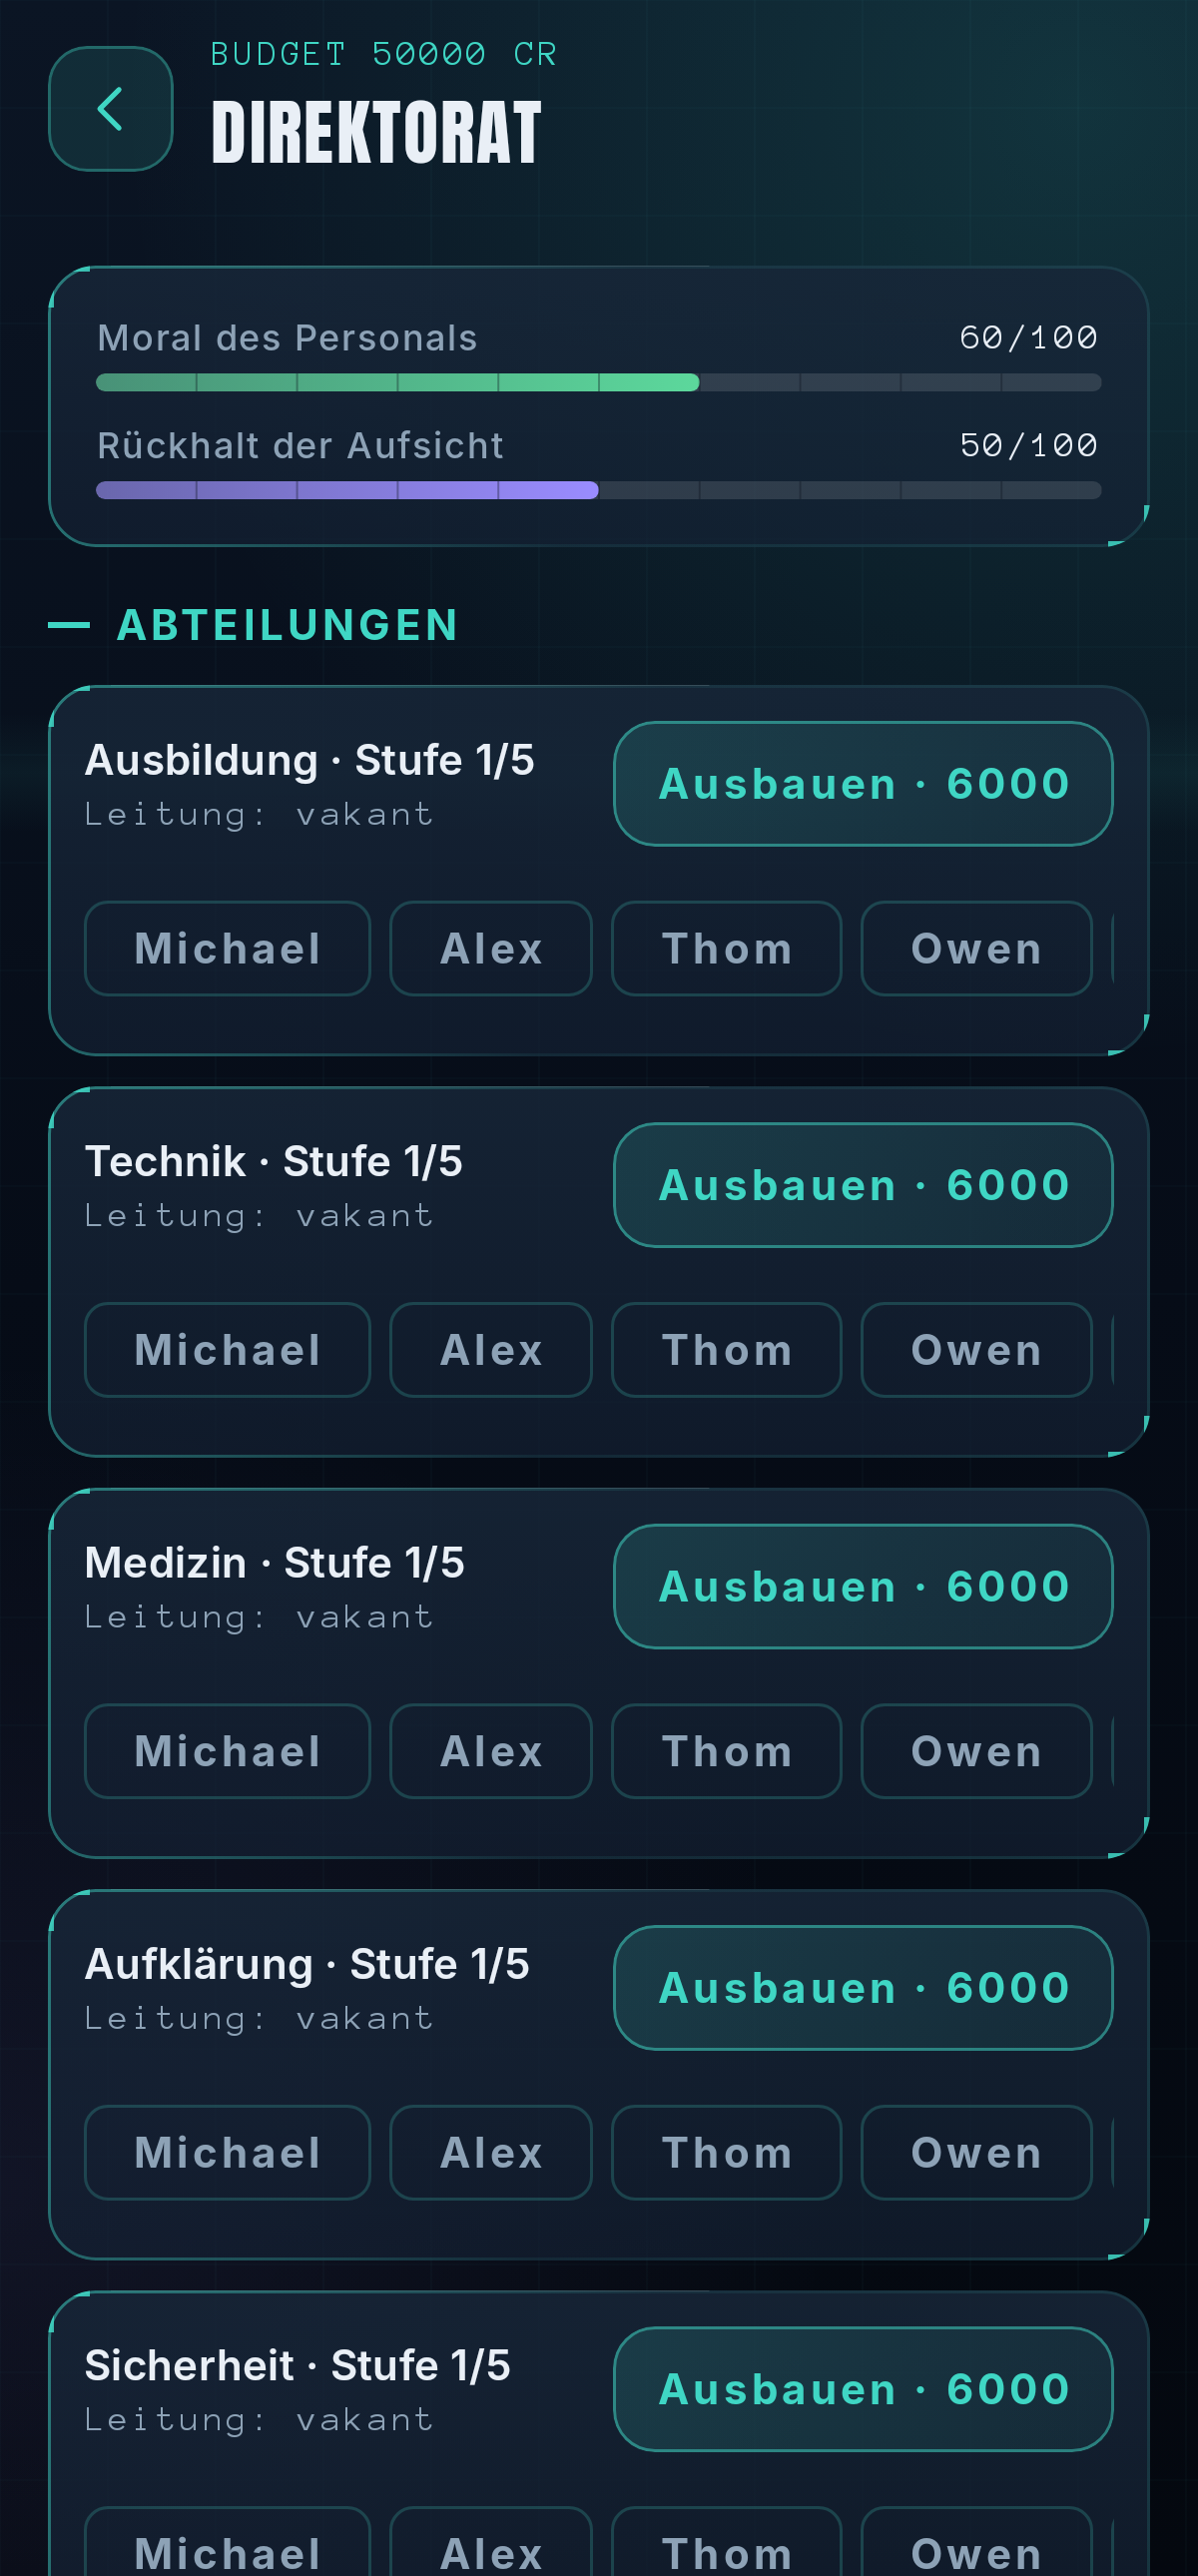 BUDGET 50000 CR
DIREKTORAT
Moral des Personals 60/100
Rückhalt der Aufsicht 50/100
ABTEILUNGEN
Ausbildung · Stufe 1/5
Leitung: vakant
Ausbauen · 6000
Michael Alex Thom Owen
Technik · Stufe 1/5
Leitung: vakant
Ausbauen · 6000
Michael Alex Thom Owen
Medizin · Stufe 1/5
Leitung: vakant
Ausbauen · 6000
Michael Alex Thom Owen
Aufklärung · Stufe 1/5
Leitung: vakant
Ausbauen · 6000
Michael Alex Thom Owen
Sicherheit · Stufe 1/5
Leitung: vakant
Ausbauen · 6000
Michael Alex Thom Owen